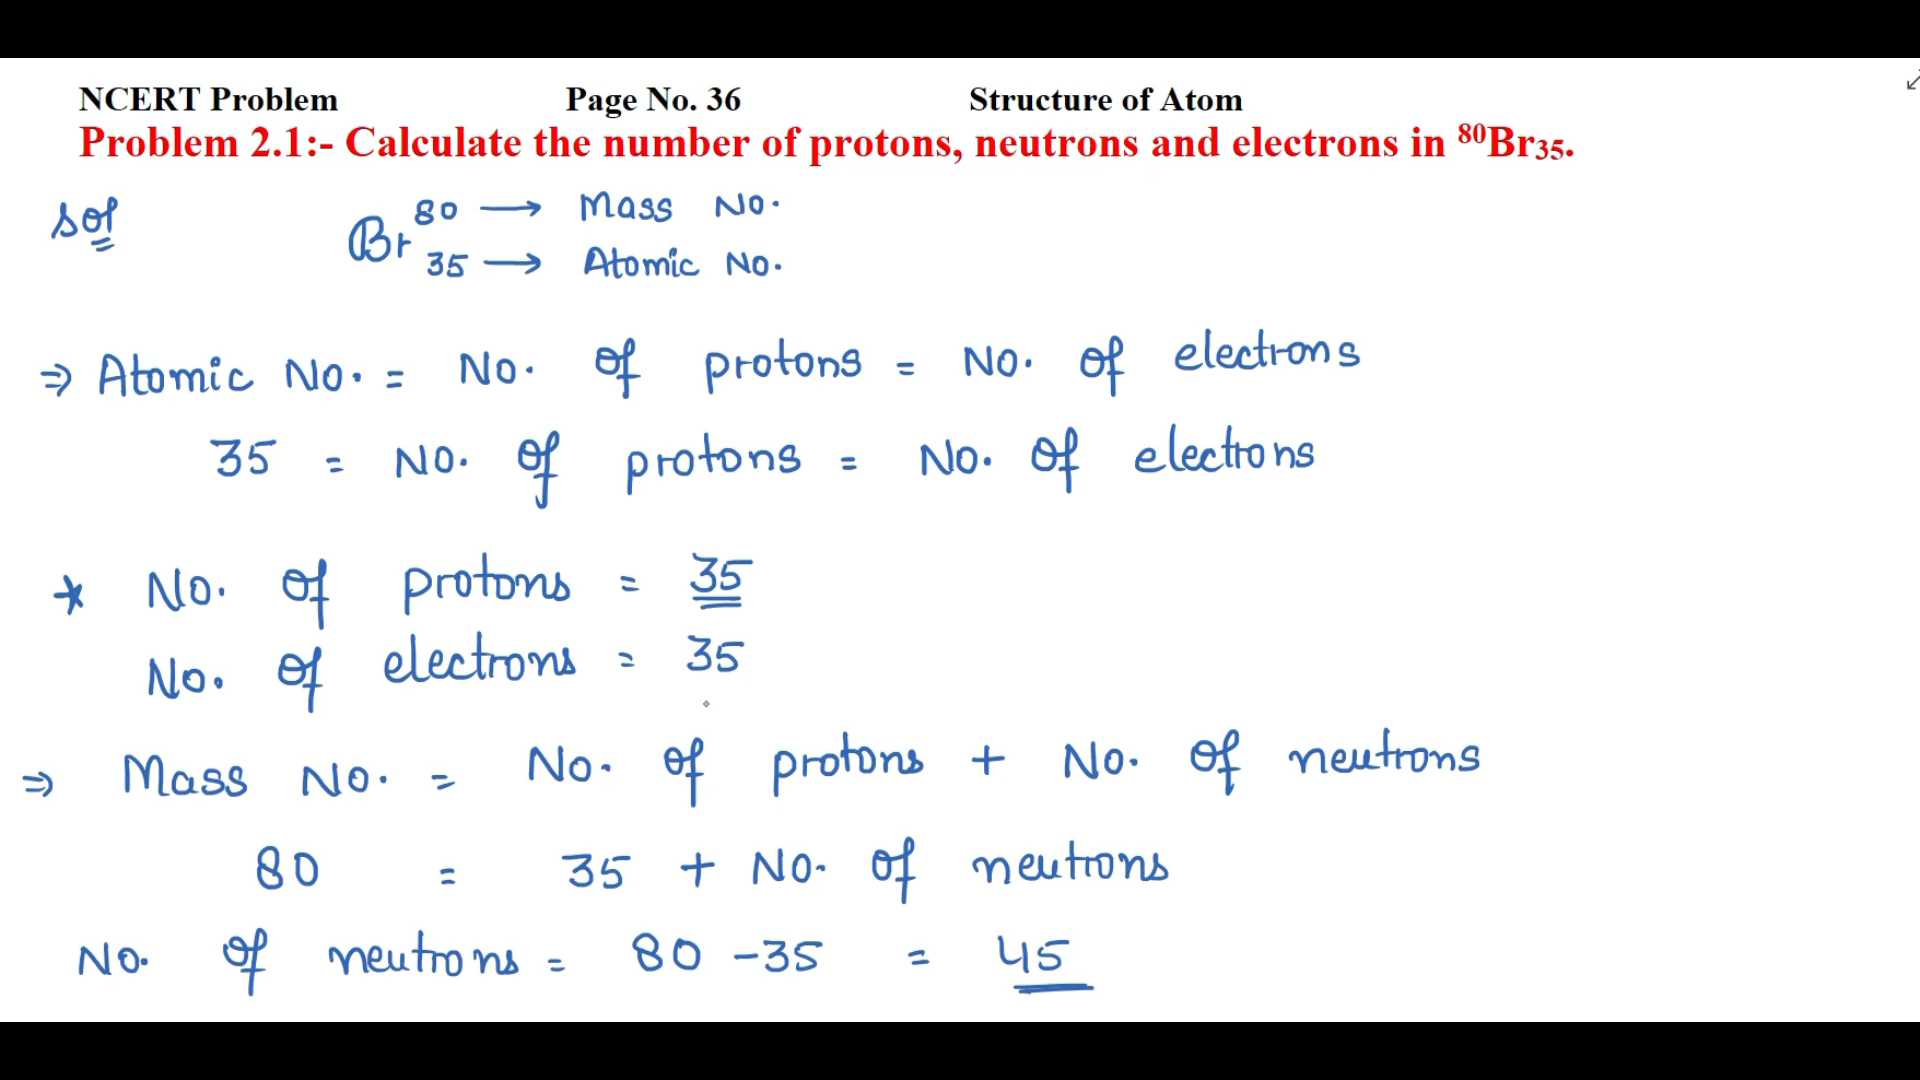 NCERT Problem Page No. 36 Structure of Atom
Problem 2.1:- Calculate the number of protons, neutrons and electrons in ⁸⁰Br₃₅.
Sol
Br 80 → Mass No.
35 → Atomic No.
⇒ Atomic No. = No. of protons = No. of electrons
35 = No. of protons = No. of electrons
* No. of protons = 35
No. of electrons = 35
⇒ Mass No. = No. of protons + No. of neutrons
80 = 35 + No. of neutrons
No. of neutrons = 80 - 35 = 45